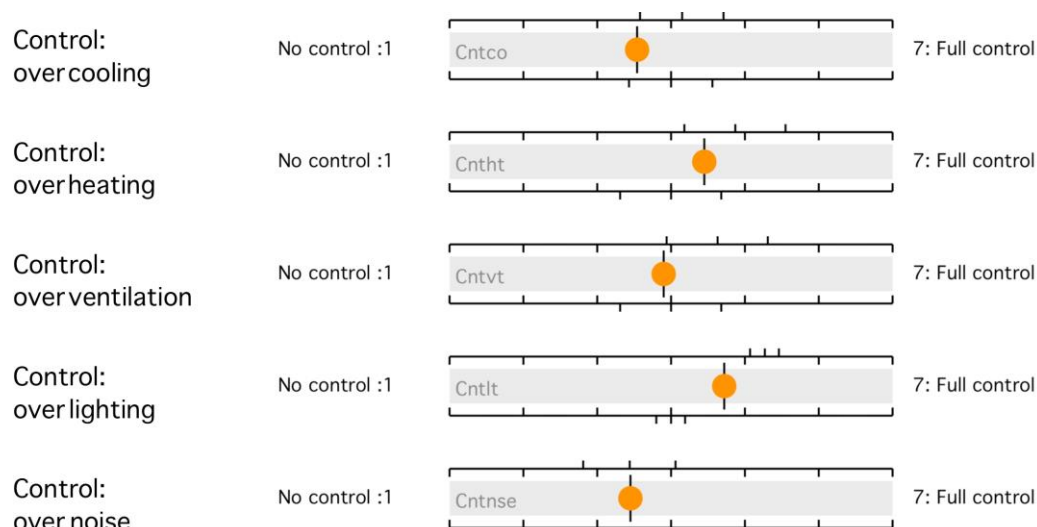 Control:
over cooling
No control :1
Cntco
7: Full control
Control:
over heating
No control :1
Cntht
7: Full control
Control:
over ventilation
No control :1
Cntvt
7: Full control
Control:
over lighting
No control :1
Cntlt
7: Full control
Control:
over noise
No control :1
Cntnse
7: Full control